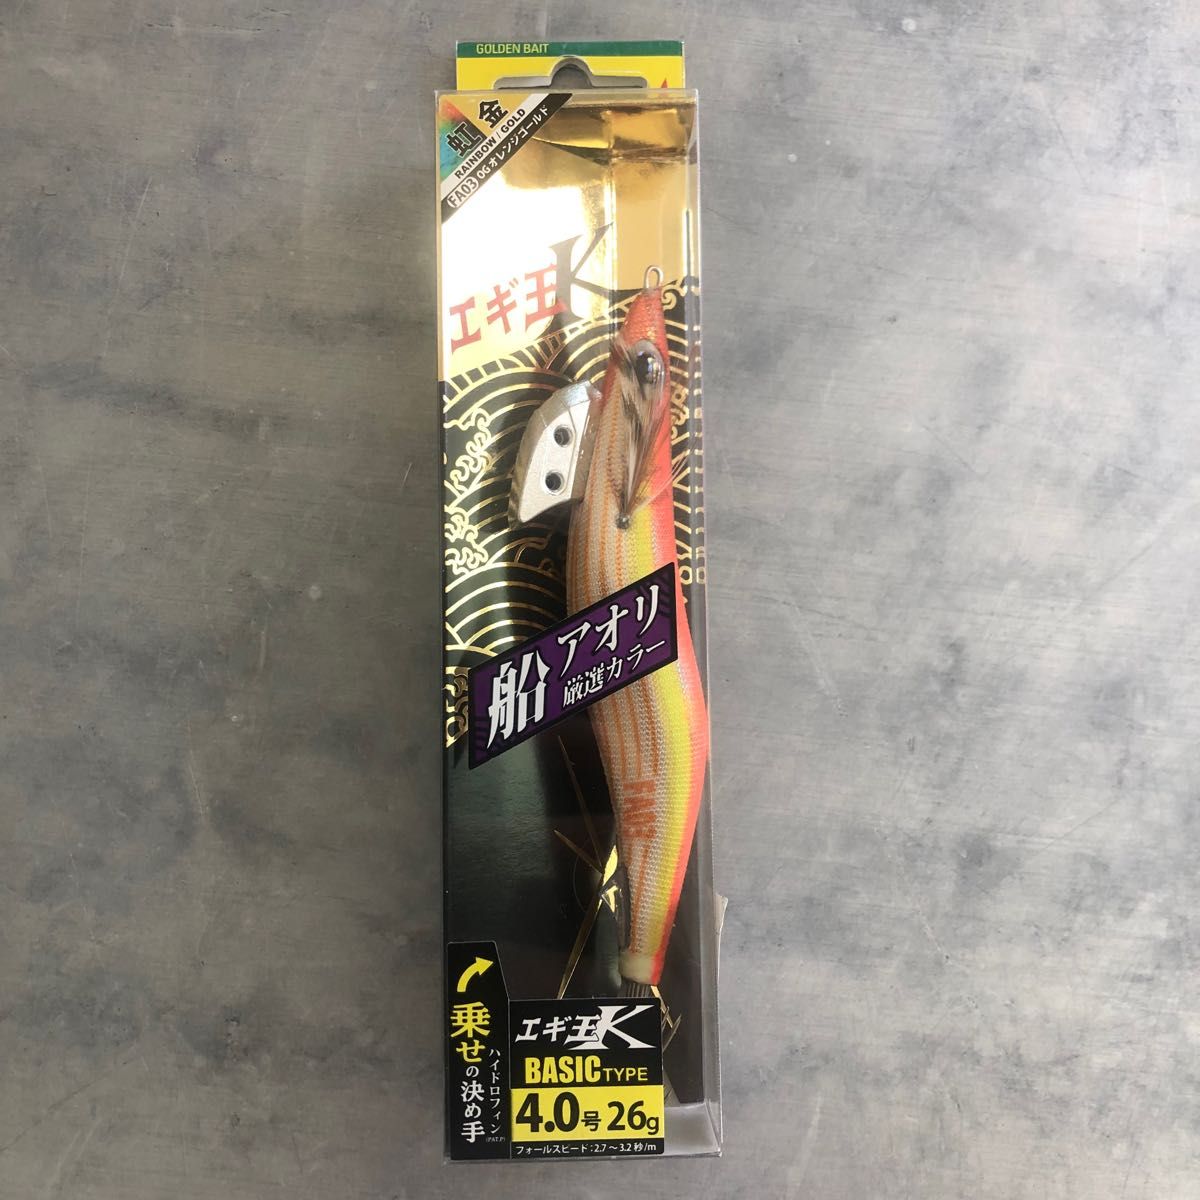 GOLDEN BAIT
虹 金
RAINBOW / GOLD
FA03 OGオレンジゴールド
エギ王K
船 アオリ
厳選カラー
FA03
乗せの決め手
ハイドロフィン
(PAT.P)
エギ王K
BASIC TYPE
4.0号 26g
フォールスピード:2.7〜3.2秒/m